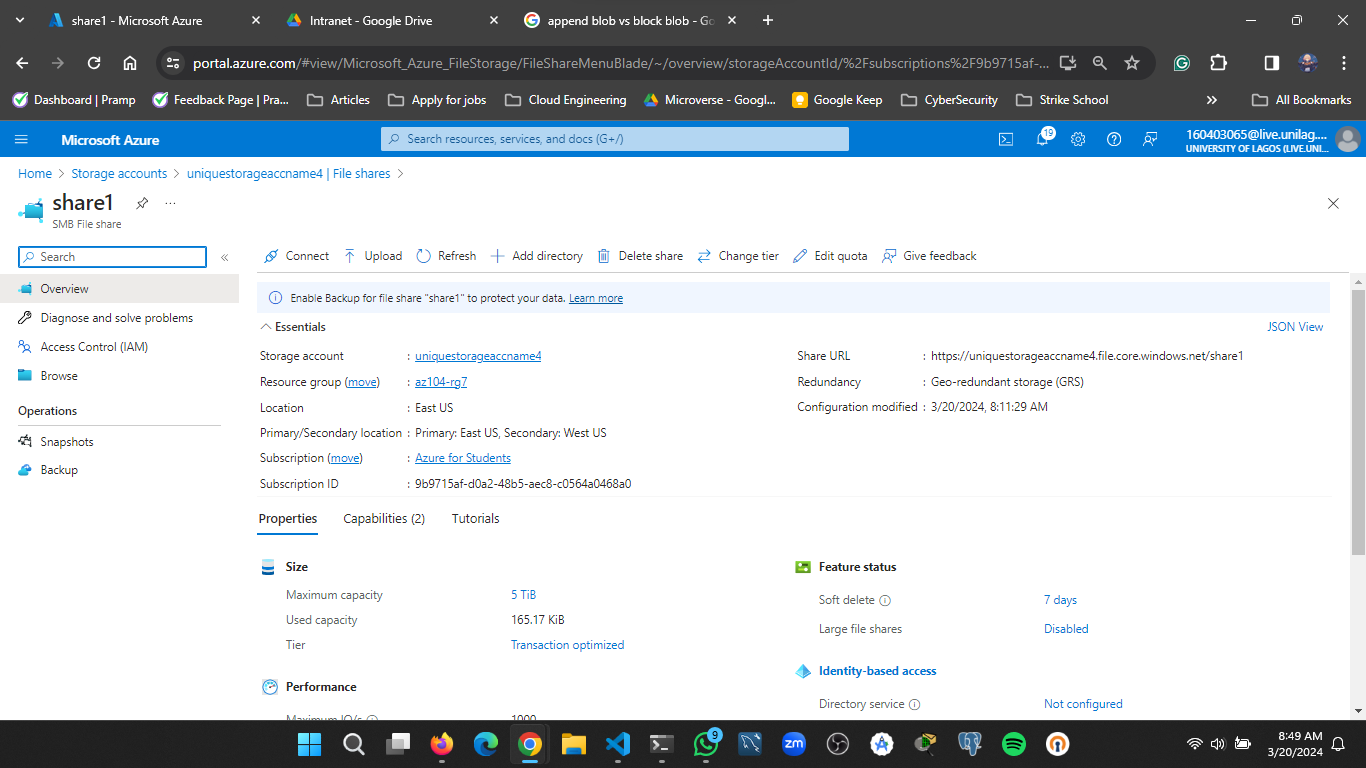 share1 - Microsoft Azure
Intranet - Google Drive
append blob vs block blob - Go
portal.azure.com/#view/Microsoft_Azure_FileStorage/FileShareMenuBlade/~/overview/storageAccountId/%2Fsubscriptions%2F9b9715af-...
Dashboard | Pramp
Feedback Page | Pra...
Articles
Apply for jobs
Cloud Engineering
Microverse - Googl...
Google Keep
CyberSecurity
Strike School
»
All Bookmarks
Microsoft Azure
Search resources, services, and docs (G+/)
19
160403065@live.unilag....
UNIVERSITY OF LAGOS (LIVE.UNI...
Home > Storage accounts > uniquestorageaccname4 | File shares >
share1
...
SMB File share
Search
«
Overview
Diagnose and solve problems
Access Control (IAM)
Browse
Operations
Snapshots
Backup
Connect
Upload
Refresh
Add directory
Delete share
Change tier
Edit quota
Give feedback
Enable Backup for file share "share1" to protect your data. Learn more
Essentials
JSON View
Storage account : uniquestorageaccname4
Resource group (move) : az104-rg7
Location : East US
Primary/Secondary location : Primary: East US, Secondary: West US
Subscription (move) : Azure for Students
Subscription ID : 9b9715af-d0a2-48b5-aec8-c0564a0468a0
Share URL : https://uniquestorageaccname4.file.core.windows.net/share1
Redundancy : Geo-redundant storage (GRS)
Configuration modified : 3/20/2024, 8:11:29 AM
Properties
Capabilities (2)
Tutorials
Size
Maximum capacity 5 TiB
Used capacity 165.17 KiB
Tier Transaction optimized
Performance
Maximum IO/s 1000
Feature status
Soft delete 7 days
Large file shares Disabled
Identity-based access
Directory service Not configured
9
zm
8:49 AM
3/20/2024